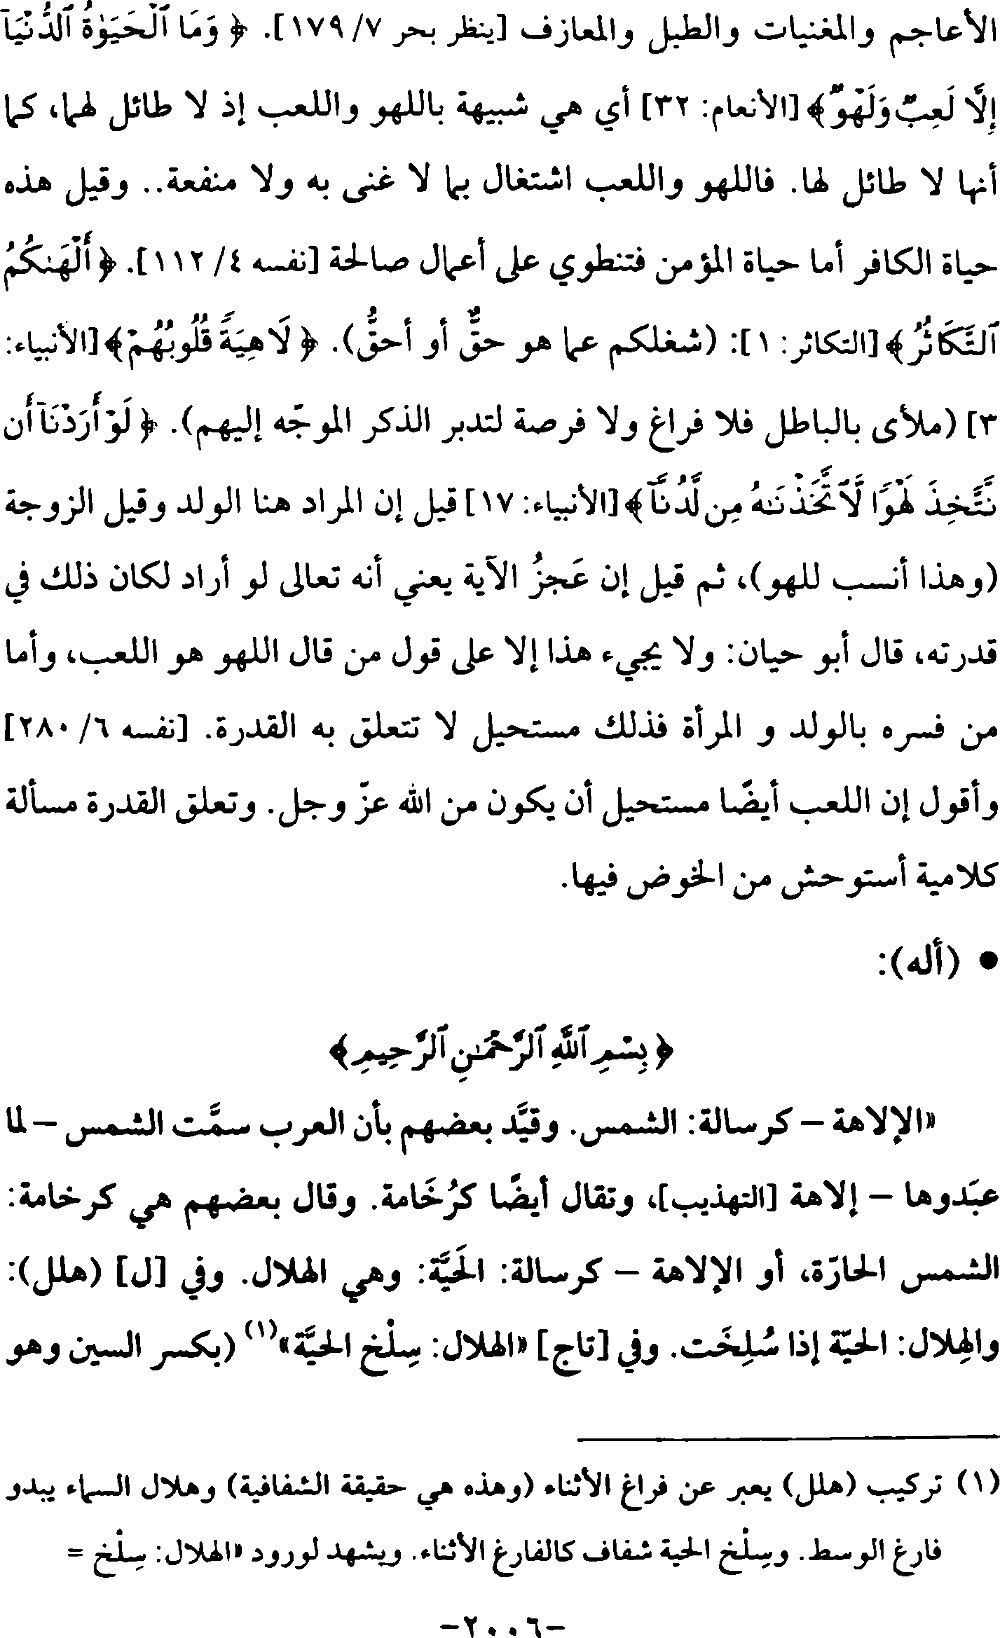 الأعاجم والمغنيات والطبل والمعازف [ينظر بحر ٧/ ١٧٩]. ﴿ وَمَا ٱلْحَيَوٰةُ ٱلدُّنْيَآ
إِلَّا لَعِبٌ وَلَهْوٌ ﴾ [الأنعام: ٣٢] أي هي شبيهة باللهو واللعب إذ لا طائل لهما، كما
أنها لا طائل لها. فاللهو واللعب اشتغال بما لا غنى به ولا منفعة.. وقيل هذه
حياة الكافر أما حياة المؤمن فتنطوي على أعمال صالحة [نفسه ٤/ ١١٢]. ﴿ أَلْهَىٰكُمُ
ٱلتَّكَاثُرُ ﴾ [التكاثر: ١]: (شغلكم عما هو حقٌّ أو أحقُّ). ﴿ لَاهِيَةً قُلُوبُهُمْ ﴾ [الأنبياء:
٣] (ملأى بالباطل فلا فراغ ولا فرصة لتدبر الذكر الموجّه إليهم). ﴿ لَوْ أَرَدْنَآ أَن
نَّتَّخِذَ لَهْوًا لَّٱتَّخَذْنَـٰهُ مِن لَّدُنَّآ ﴾ [الأنبياء: ١٧] قيل إن المراد هنا الولد وقيل الزوجة
(وهذا أنسب للهو)، ثم قيل إن عَجزُ الآية يعني أنه تعالى لو أراد لكان ذلك في
قدرته، قال أبو حيان: ولا يجيء هذا إلا على قول من قال اللهو هو اللعب، وأما
من فسره بالولد و المرأة فذلك مستحيل لا تتعلق به القدرة. [نفسه ٦/ ٢٨٠]
وأقول إن اللعب أيضًا مستحيل أن يكون من الله عزّ وجل. وتعلق القدرة مسألة
كلامية أستوحش من الخوض فيها.
• (أله):
﴿ بِسْمِ ٱللَّهِ ٱلرَّحْمَـٰنِ ٱلرَّحِيمِ ﴾
«الإلاهة – كرسالة: الشمس. وقيَّد بعضهم بأن العرب سمَّت الشمس – لما
عبَدوها – إلاهة [التهذيب]، وتقال أيضًا كرُخَامة. وقال بعضهم هي كرخامة:
الشمس الحارّة، أو الإلاهة – كرسالة: الحَيَّة: وهي الهلال. وفي [ل] (هلل):
والهِلال: الحيّة إذا سُلِخَت. وفي [تاج] «الهلال: سِلْخ الحيَّة»(١) (بكسر السين وهو
(١) تركيب (هلل) يعبر عن فراغ الأثناء (وهذه هي حقيقة الشفافية) وهلال السماء يبدو
فارغ الوسط. وسِلْخ الحية شفاف كالفارغ الأثناء. ويشهد لورود «الهلال: سِلْخ =
–٢٠٠٦–